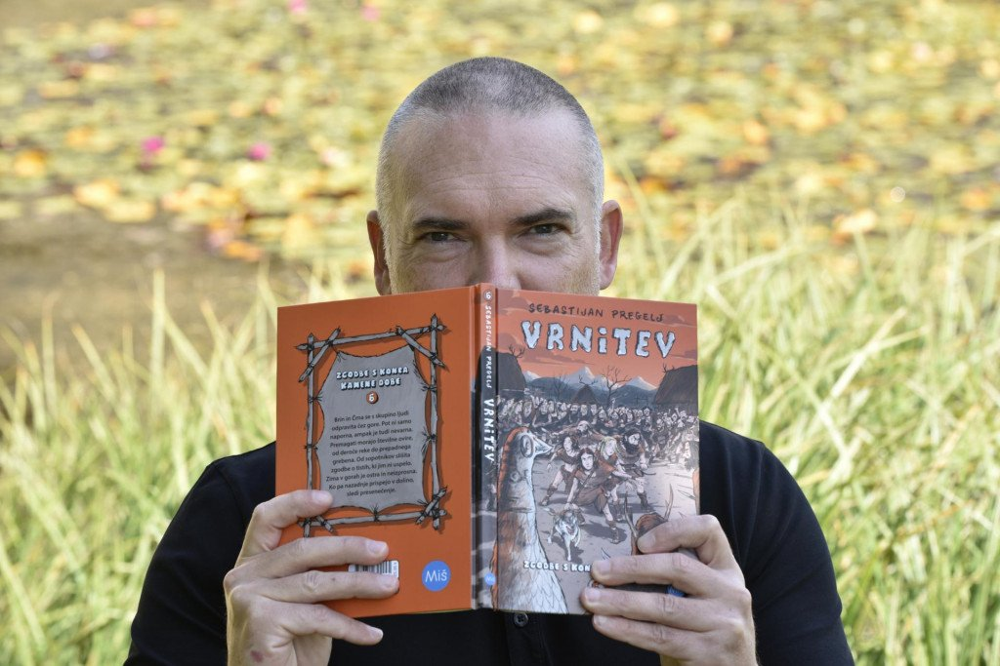 ZGODBE S KONCA
KAMENE DOBE
6
Brin in Črna se s skupino ljudi
odpravita čez gore. Pot ni samo
naporna, ampak je tudi nevarna.
Premagati morajo številne ovire,
od deroče reke do prepadnega
grebena. Od sopotnikov slišita
zgodbe o tistih, ki jim ni uspelo.
Zima v gorah je ostra in neizprosna.
Ko pa nazadnje prispejo v dolino,
sledi presenečenje.
Miš
6
SEBASTIJAN PREGELJ
VRNITEV
SEBASTIJAN PREGELJ
VRNITEV
ZGODBE S KON